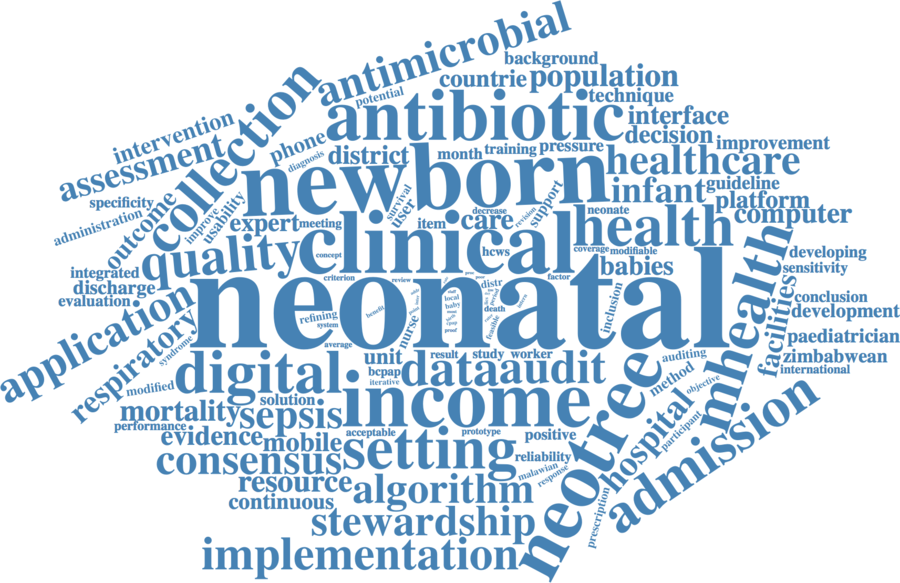 antimicrobial
background
countrie
population
potential
technique
collection
antibiotic
interface
intervention
phone
decision
assessment
diagnosis
district
month
training
pressure
improvement
newborn
healthcare
infant
guideline
specificity
outcome
improve
usability
survival
user
support
platform
administration
expert
meeting
item
decrease
care
revision
neonate
computer
clinical
health
quality
concept
hcws
coverage
modifiable
developing
integrated
criterion
review
factor
babies
sensitivity
discharge
evaluation
neonatal
benefit
local
baby
distr
period
death
feasible
inclusion
mhealth
facilities
conclusion
development
application
respiratory
syndrome
refining
system
nurse
paediatrician
average
unit
result
study
worker
auditing
zimbabwean
international
digital
bcpap
data
audit
method
objective
modified
iterative
solution
income
neotree
hospital
participant
admission
mortality
sepsis
performance
evidence
mobile
acceptable
prototype
positive
consensus
setting
reliability
malawian
response
resource
algorithm
prescription
continuous
stewardship
implementation